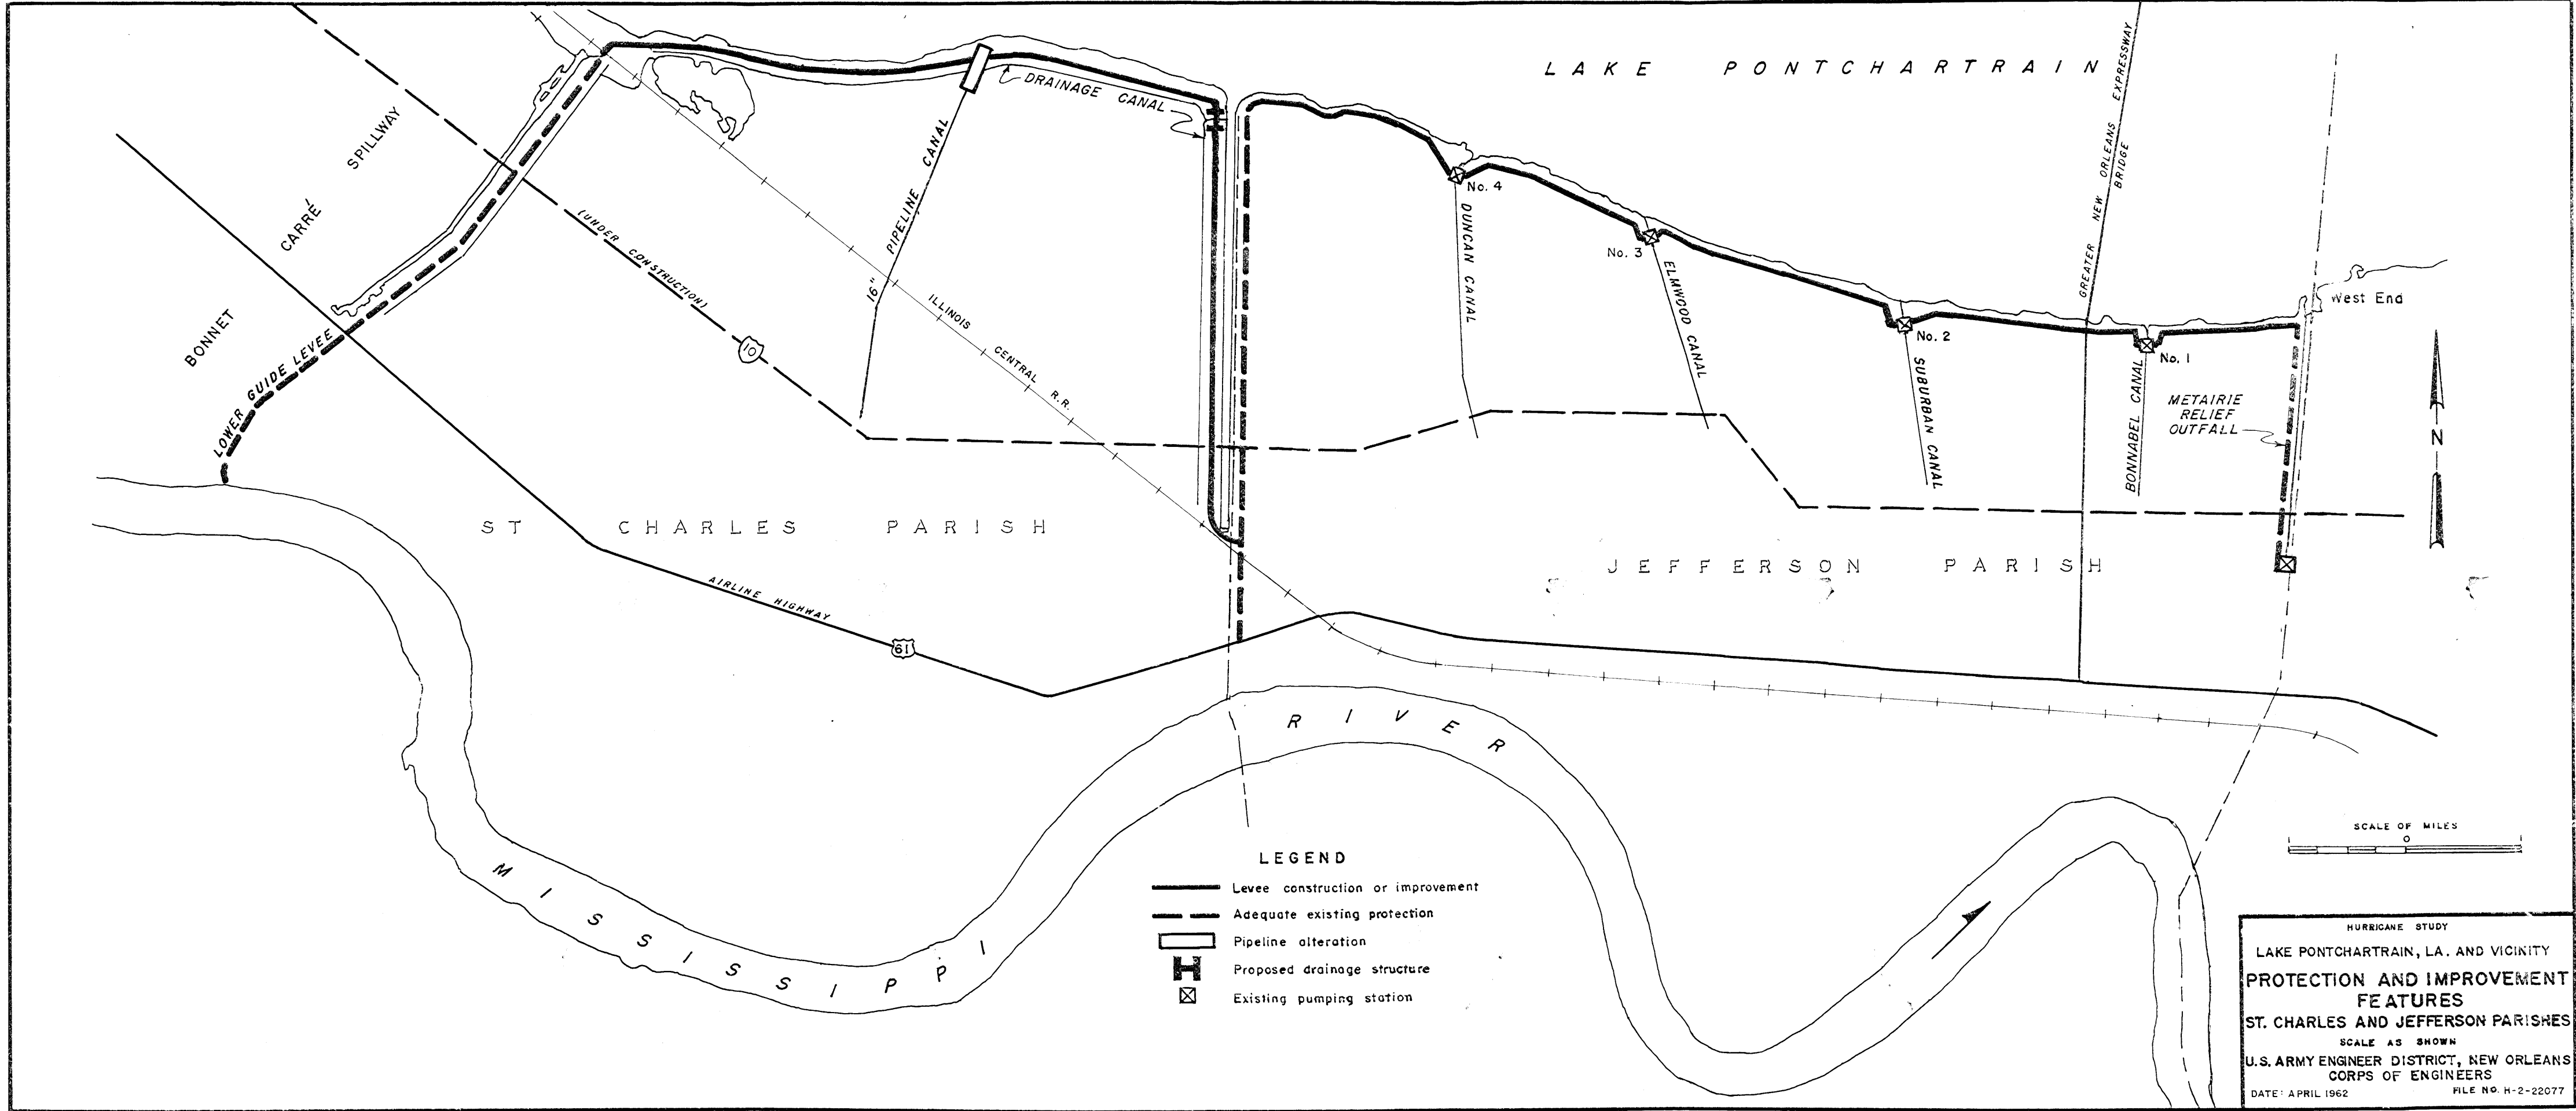 LAKE PONTCHARTRAIN
GREATER NEW ORLEANS EXPRESSWAY
BRIDGE
DRAINAGE CANAL
SPILLWAY
CARRÉ
BONNET
LOWER GUIDE LEVEE
(UNDER CONSTRUCTION)
10
16" PIPELINE CANAL
ILLINOIS CENTRAL R.R.
No. 4
DUNCAN CANAL
No. 3
ELMWOOD CANAL
No. 2
SUBURBAN CANAL
No. 1
BONNABEL CANAL
West End
METAIRIE
RELIEF
OUTFALL
N
ST CHARLES PARISH
JEFFERSON PARISH
AIRLINE HIGHWAY
61
MISSISSIPPI RIVER
SCALE OF MILES
0
LEGEND
Levee construction or improvement
Adequate existing protection
Pipeline alteration
Proposed drainage structure
Existing pumping station
HURRICANE STUDY
LAKE PONTCHARTRAIN, LA. AND VICINITY
PROTECTION AND IMPROVEMENT
FEATURES
ST. CHARLES AND JEFFERSON PARISHES
SCALE AS SHOWN
U.S. ARMY ENGINEER DISTRICT, NEW ORLEANS
CORPS OF ENGINEERS
DATE: APRIL 1962 FILE NO. H-2-22077